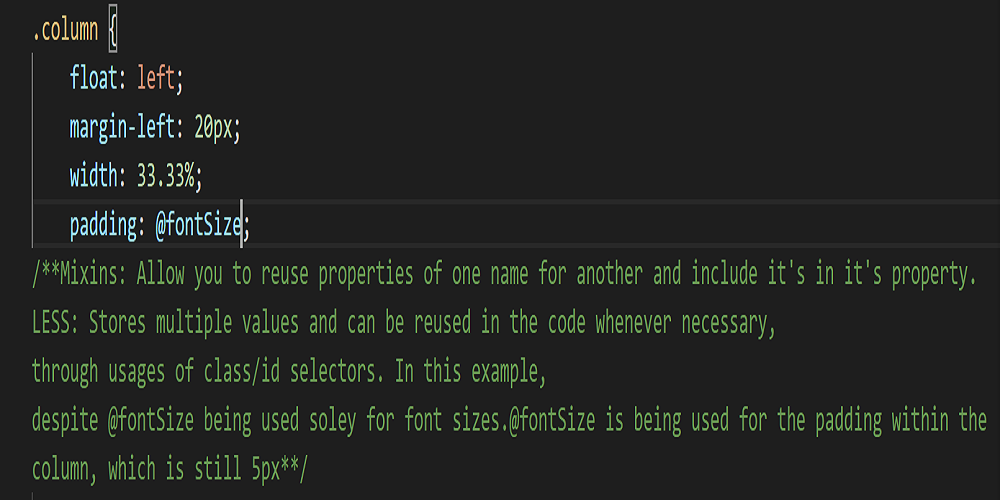 .column {
float: left;
margin-left: 20px;
width: 33.33%;
padding: @fontSize;
/**Mixins: Allow you to reuse properties of one name for another and include it's in it's property.
LESS: Stores multiple values and can be reused in the code whenever necessary,
through usages of class/id selectors. In this example,
despite @fontSize being used soley for font sizes.@fontSize is being used for the padding within the
column, which is still 5px**/